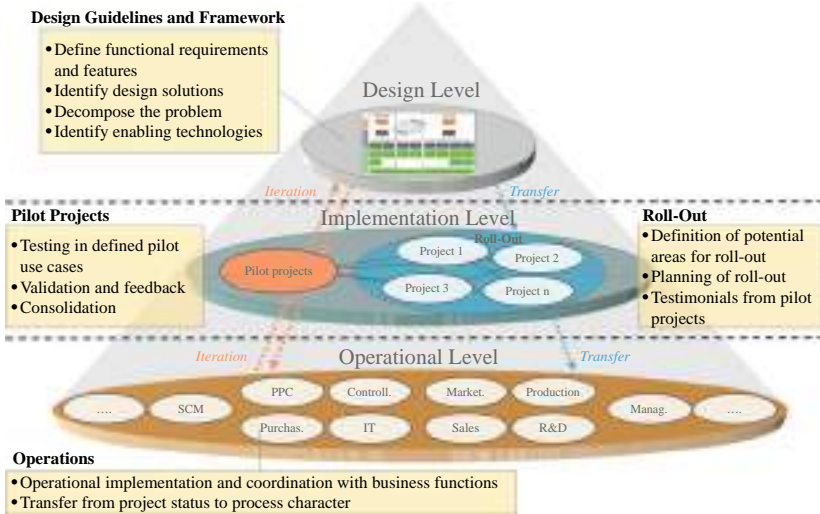 Design Guidelines and Framework
• Define functional requirements
and features
• Identify design solutions
• Decompose the problem
• Identify enabling technologies
Design Level
Iteration
Transfer
Pilot Projects
• Testing in defined pilot
use cases
• Validation and feedback
• Consolidation
Implementation Level
Roll-Out
Pilot projects
Project 1
Project 2
Project 3
Project n
Roll-Out
• Definition of potential
areas for roll-out
• Planning of roll-out
• Testimonials from pilot
projects
Iteration
Operational Level
Transfer
....
SCM
PPC
Controll.
Market.
Production
Manag.
....
Purchas.
IT
Sales
R&D
Operations
• Operational implementation and coordination with business functions
• Transfer from project status to process character